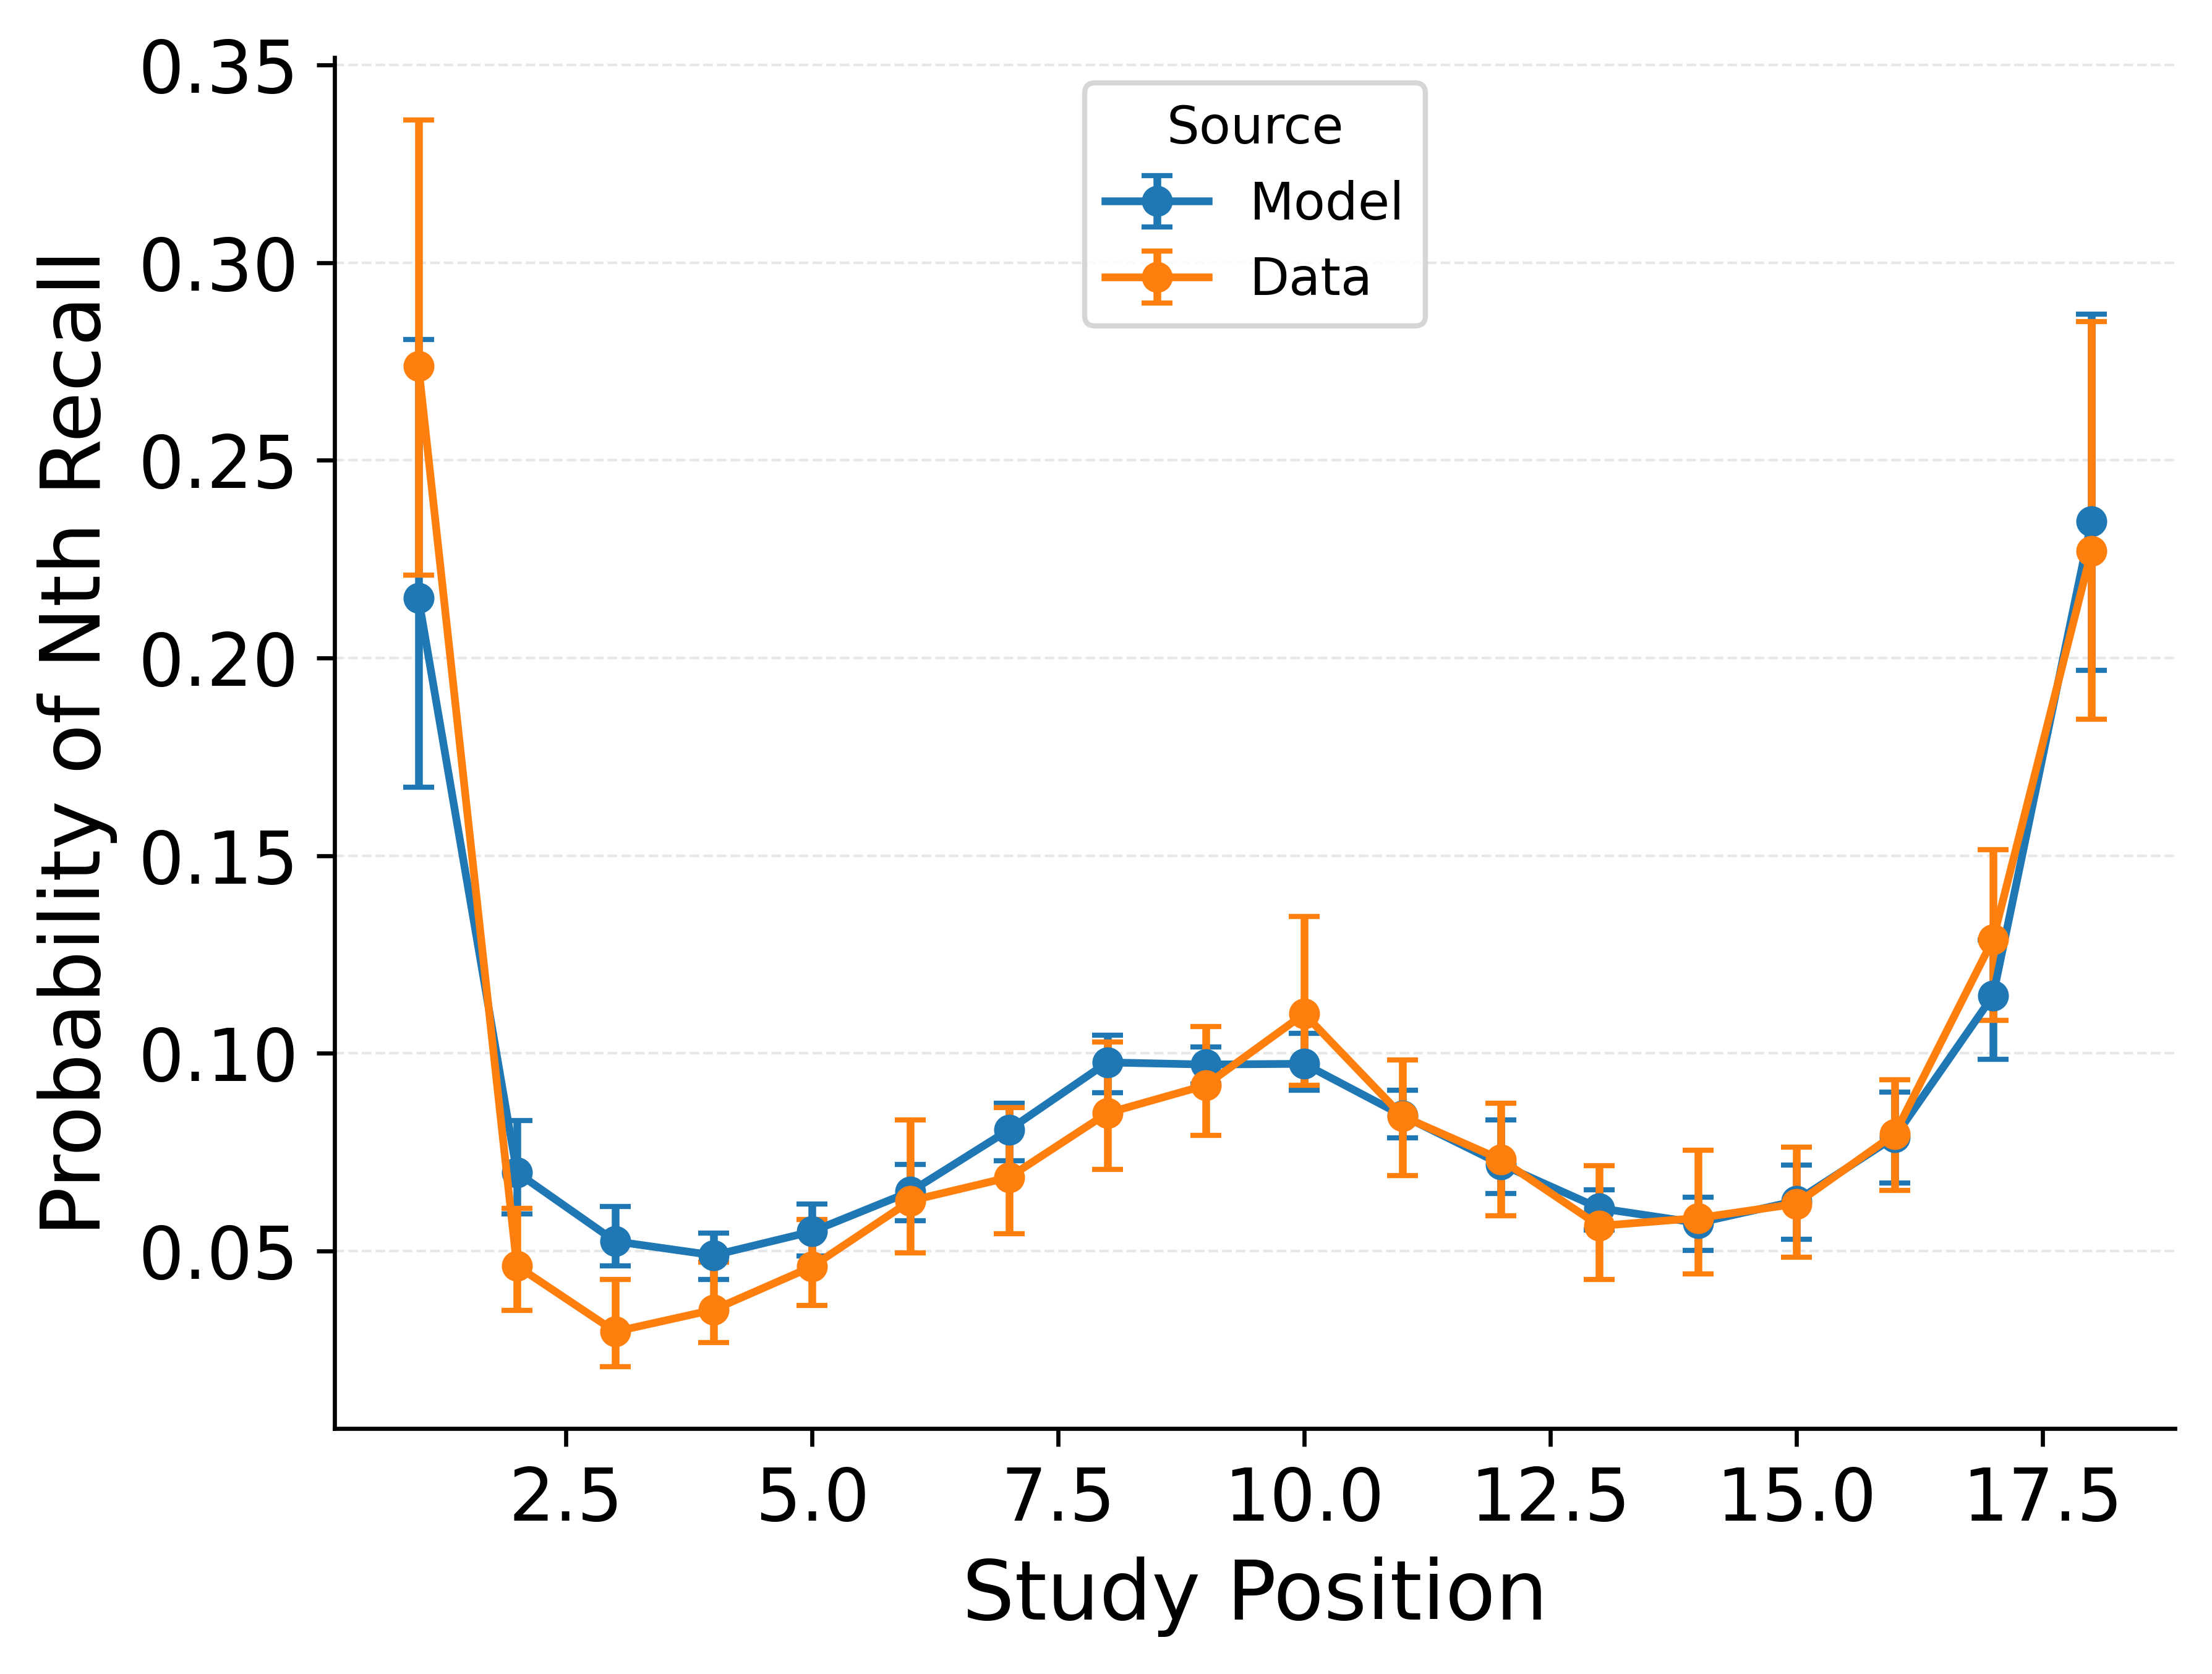 Probability of Nth Recall
0.35
0.30
0.25
0.20
0.15
0.10
0.05
Source
Model
Data
2.5 5.0 7.5 10.0 12.5 15.0 17.5
Study Position